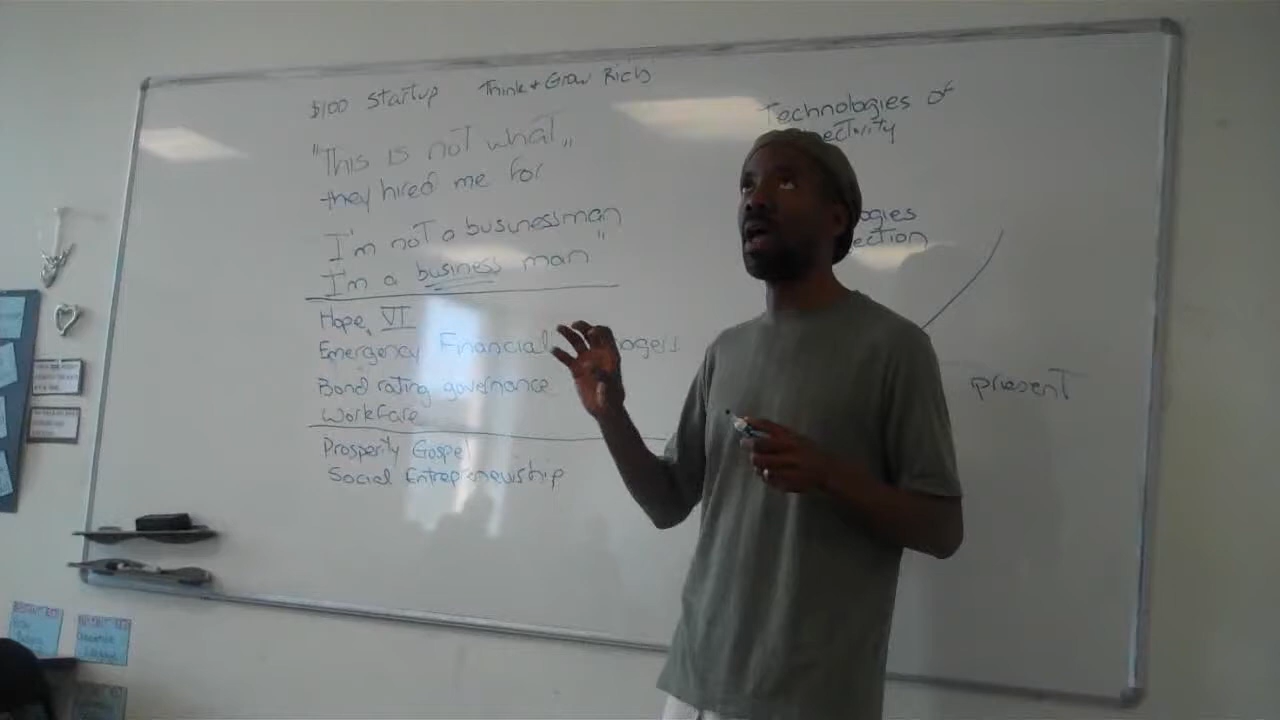 $100 Startup Think + Grow Rich
"This is not what"
they hired me for
I'm not a businessman
I'm a business man"
Hope VI
Emergency Financial
Bond rating governance
Workfare
Prosperity Gospel
Social Entreprenewship
Technologies of
present